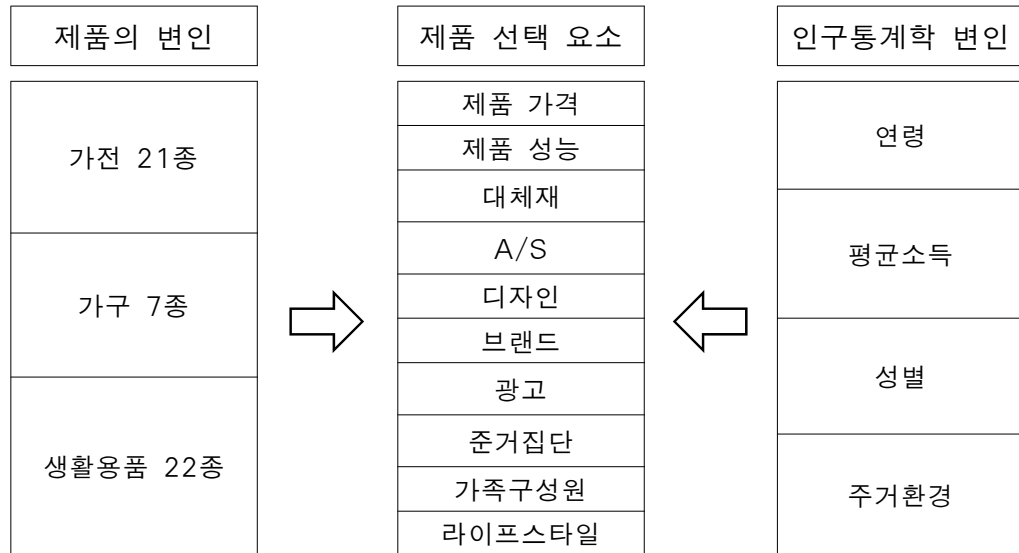 제품의 변인
가전 21종
가구 7종
생활용품 22종
제품 선택 요소
제품 가격
제품 성능
대체재
A/S
디자인
브랜드
광고
준거집단
가족구성원
라이프스타일
인구통계학 변인
연령
평균소득
성별
주거환경